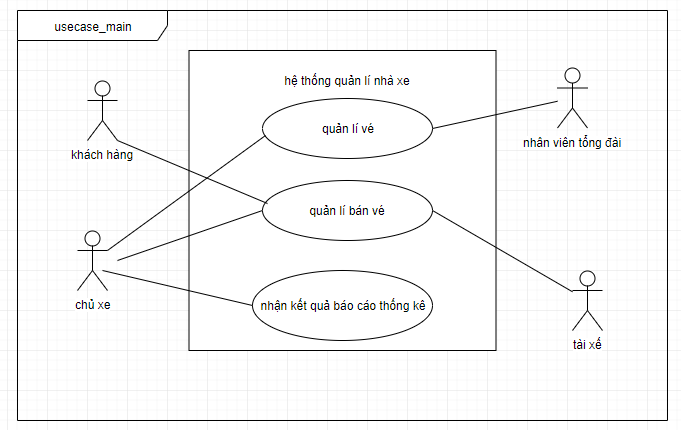 usecase_main
hệ thống quản lí nhà xe
quản lí vé
khách hàng
nhân viên tổng đài
quản lí bán vé
chủ xe
nhận kết quả báo cáo thống kê
tài xế